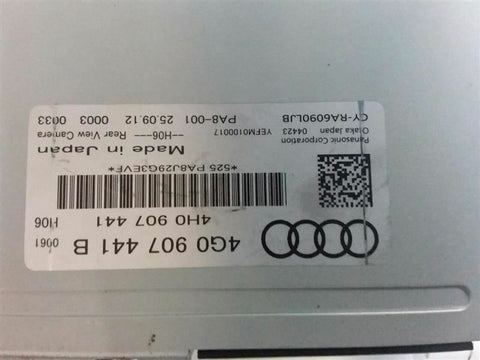 4G0 907 441 B
0061
4H0 907 441
H06
*525 PA8J29G3EVF*
Made in Japan
Panasonic Corporation
Osaka Japan 04423
YEFM0100017
--H06--- Rear View Camera
CY-RA6090LJB
PA8-001 25.09.12 0003 0033